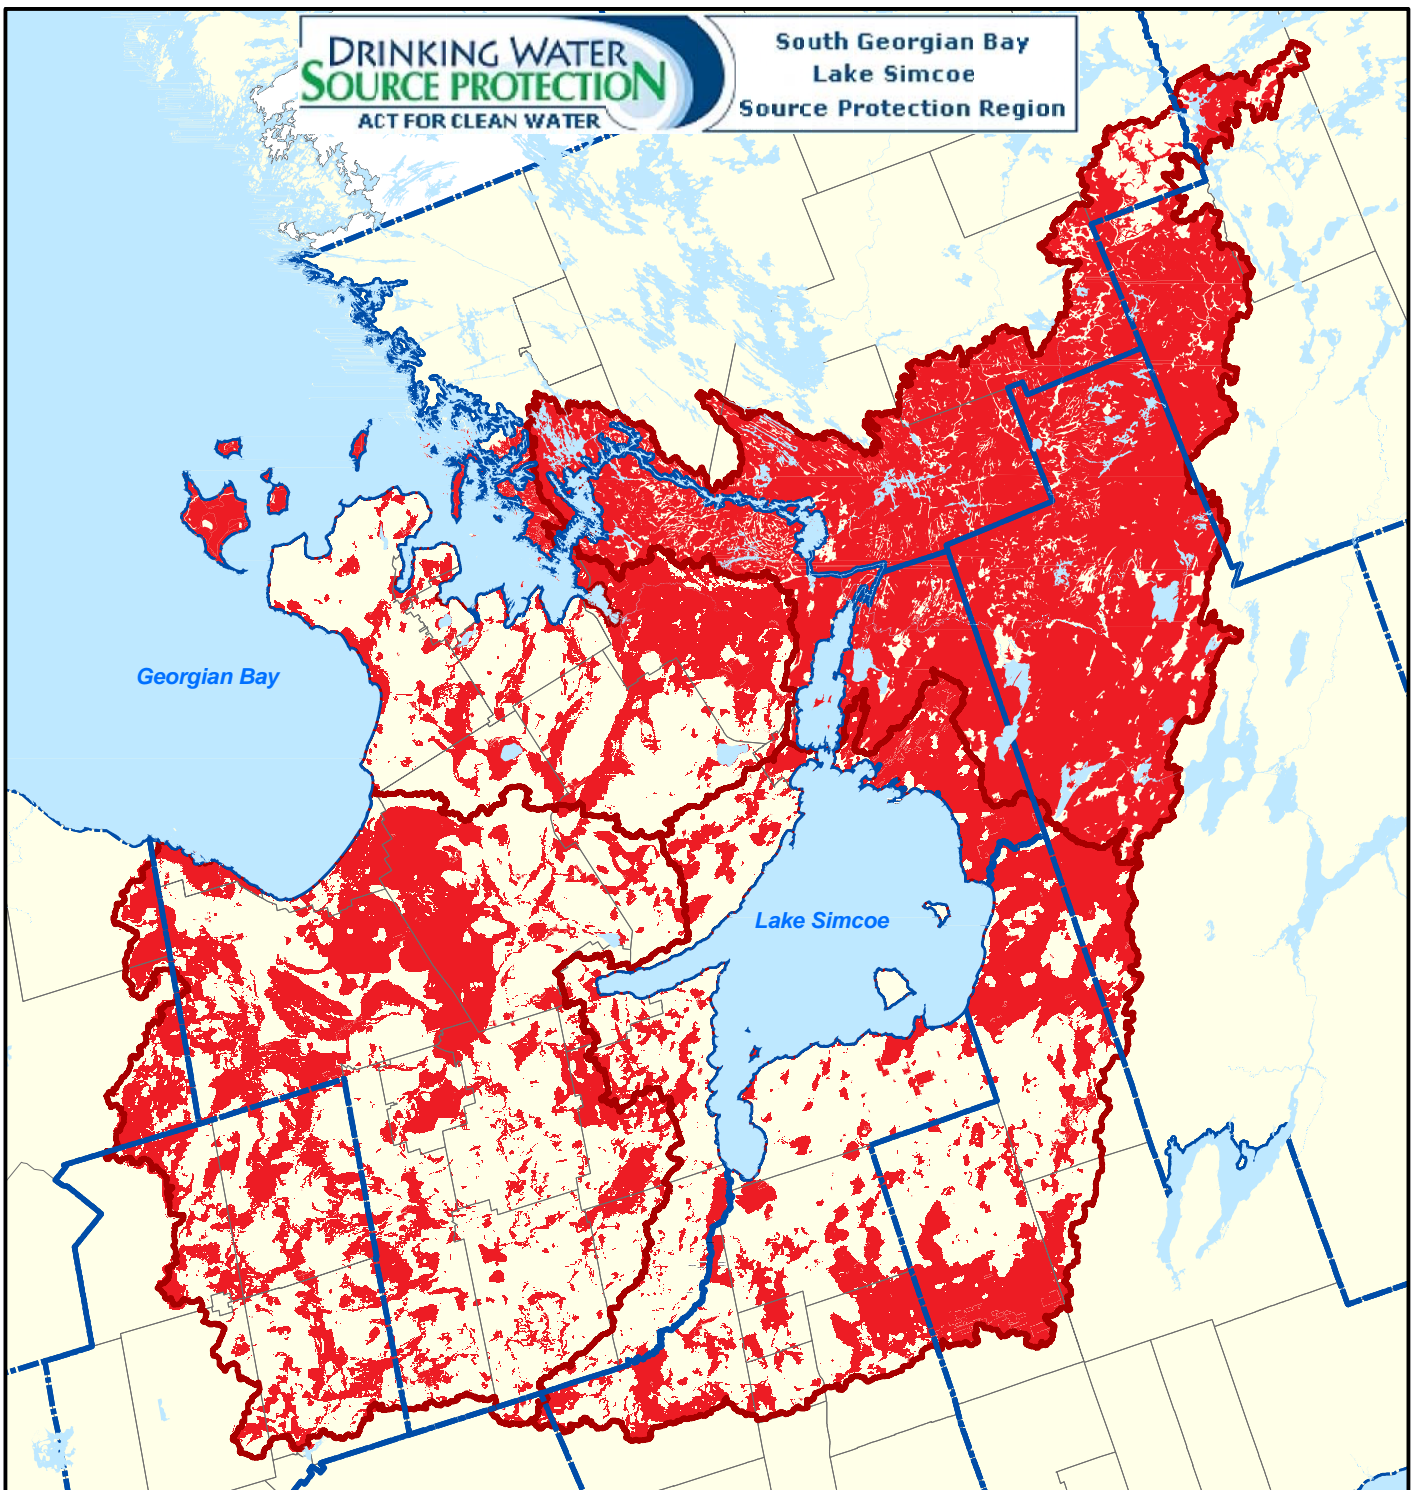 DRINKING WATER
SOURCE PROTECTION
ACT FOR CLEAN WATER
South Georgian Bay
Lake Simcoe
Source Protection Region
Georgian Bay
Lake Simcoe